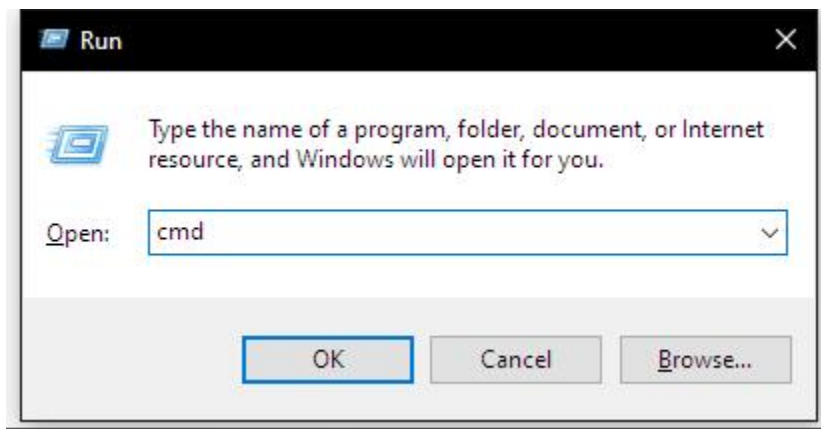 Run
Type the name of a program, folder, document, or Internet
resource, and Windows will open it for you.
Open:
cmd
OK
Cancel
Browse...